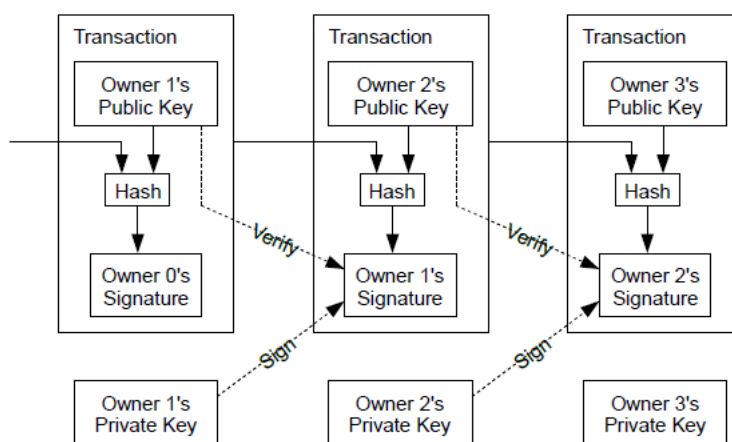 Transaction
Transaction
Transaction
Owner 1's
Public Key
Owner 2's
Public Key
Owner 3's
Public Key
Hash
Hash
Hash
Verify
Verify
Owner 0's
Signature
Owner 1's
Signature
Owner 2's
Signature
Sign
Sign
Owner 1's
Private Key
Owner 2's
Private Key
Owner 3's
Private Key